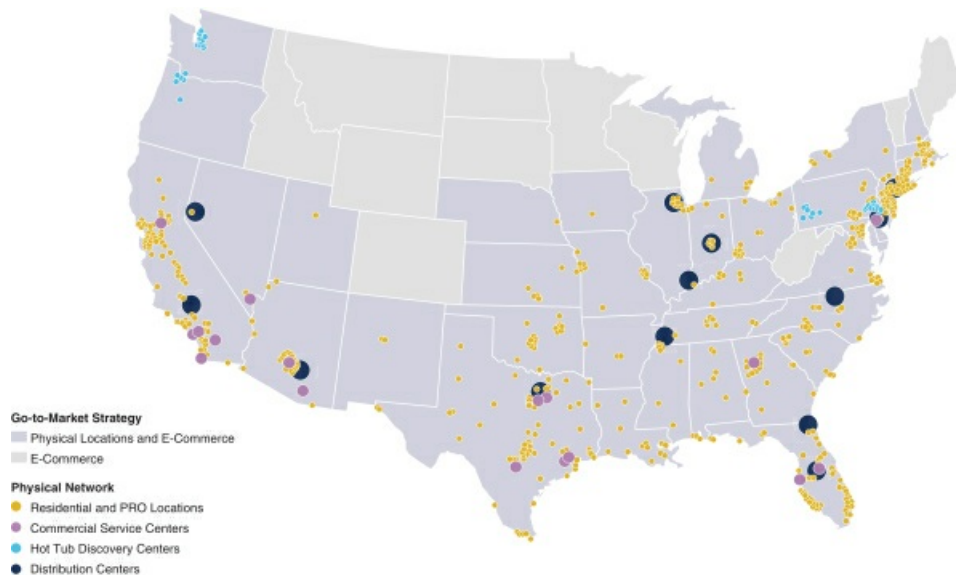 Go-to-Market Strategy
Physical Locations and E-Commerce
E-Commerce
Physical Network
Residential and PRO Locations
Commercial Service Centers
Hot Tub Discovery Centers
Distribution Centers